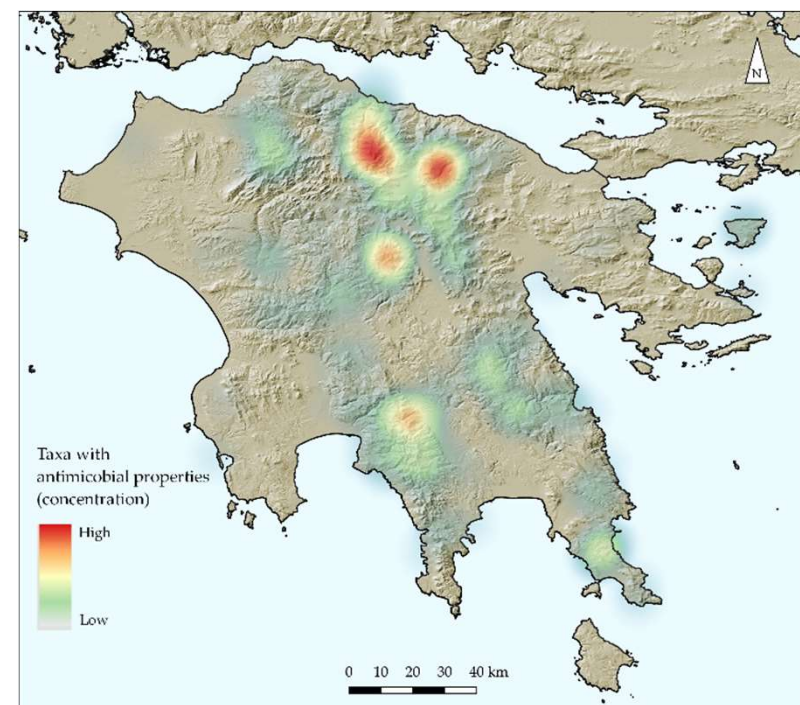 N
Taxa with
antimicobial properties
(concentration)
High
Low
0 10 20 30 40 km